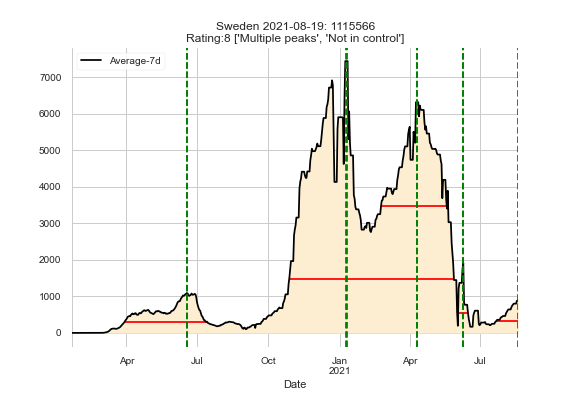 Sweden 2021-08-19: 1115566
Rating:8 ['Multiple peaks', 'Not in control']
Average-7d
7000
6000
5000
4000
3000
2000
1000
0
Apr Jul Oct Jan Apr Jul
2021
Date